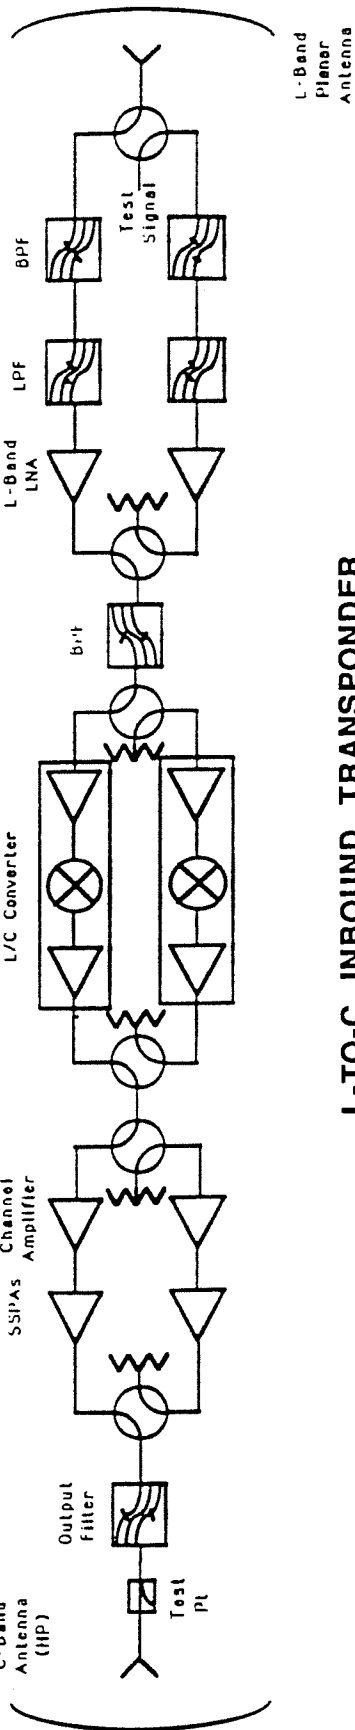 L-Band
Planar
Antenna
Test
Signal
BPF
LPF
L-Band
LNA
L/C Converter
Channel
Amplifier
SSPAs
Output
Filter
Test
Pt
C-Band
Antenna
(HP)
L-TO-C INBOUND TRANSPONDER